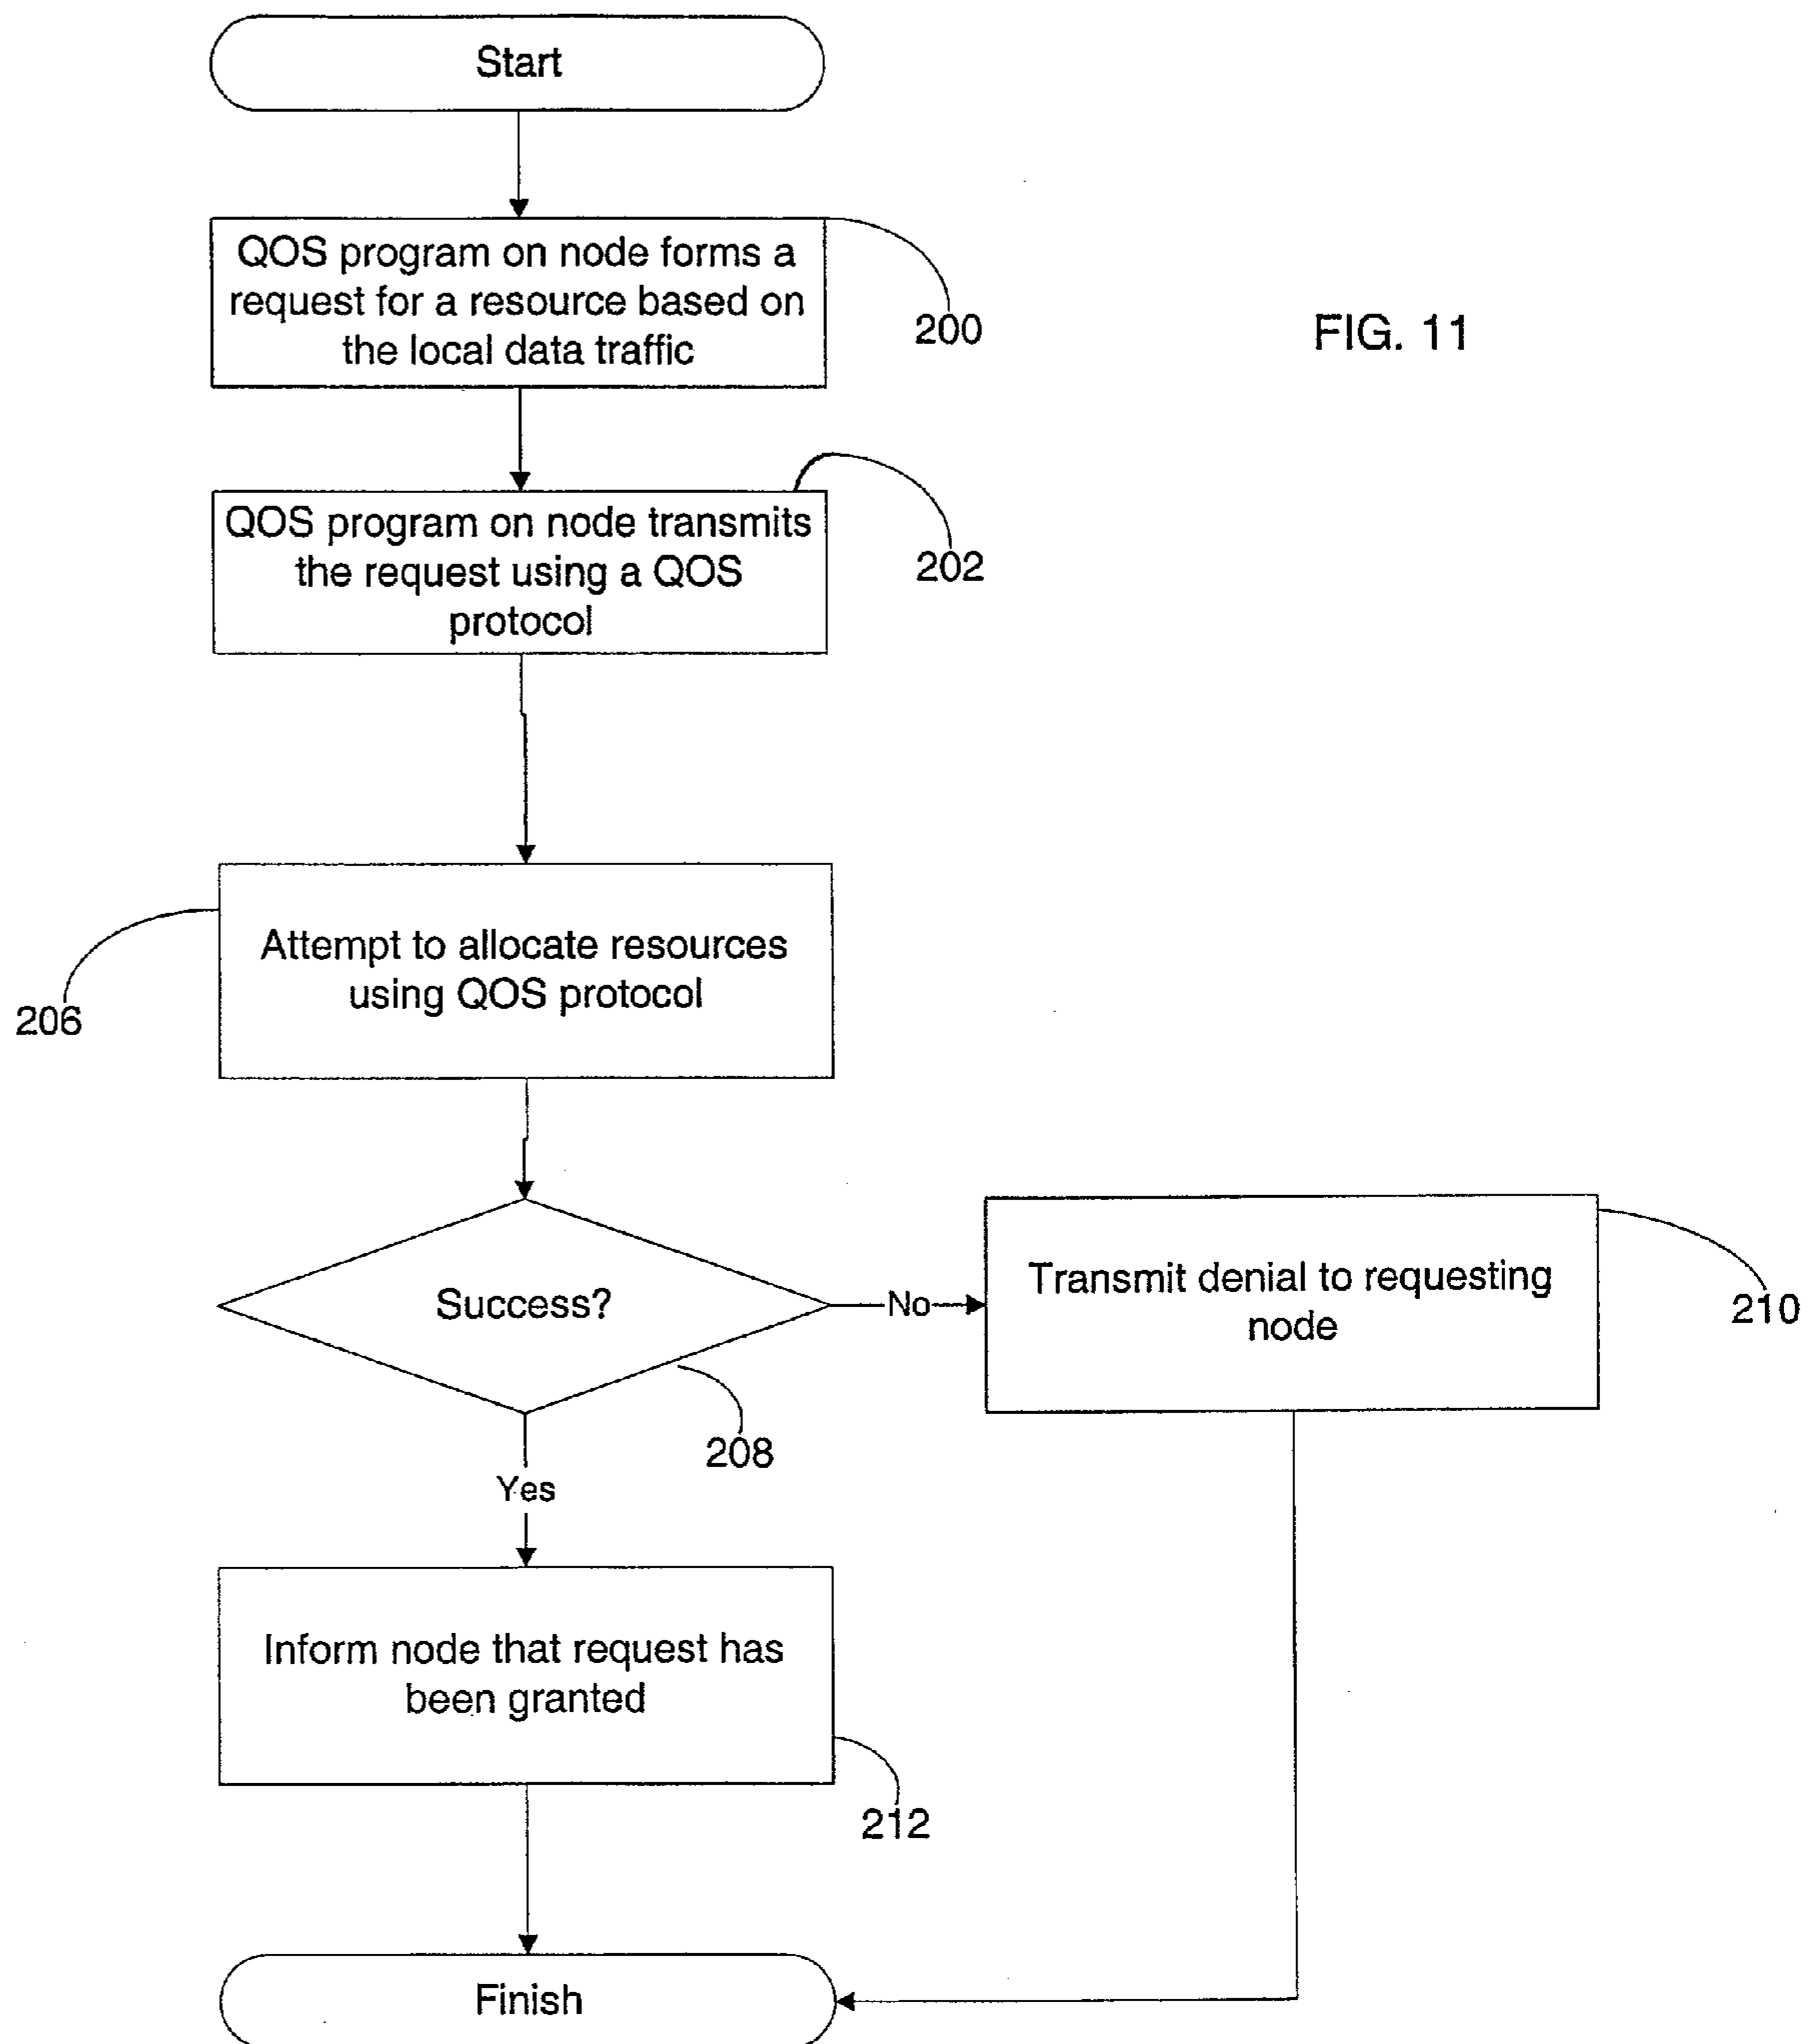 Start
QOS program on node forms a
request for a resource based on
the local data traffic
200
FIG. 11
QOS program on node transmits
the request using a QOS
protocol
202
Attempt to allocate resources
using QOS protocol
206
Success?
No
Transmit denial to requesting
node
210
208
Yes
Inform node that request has
been granted
212
Finish